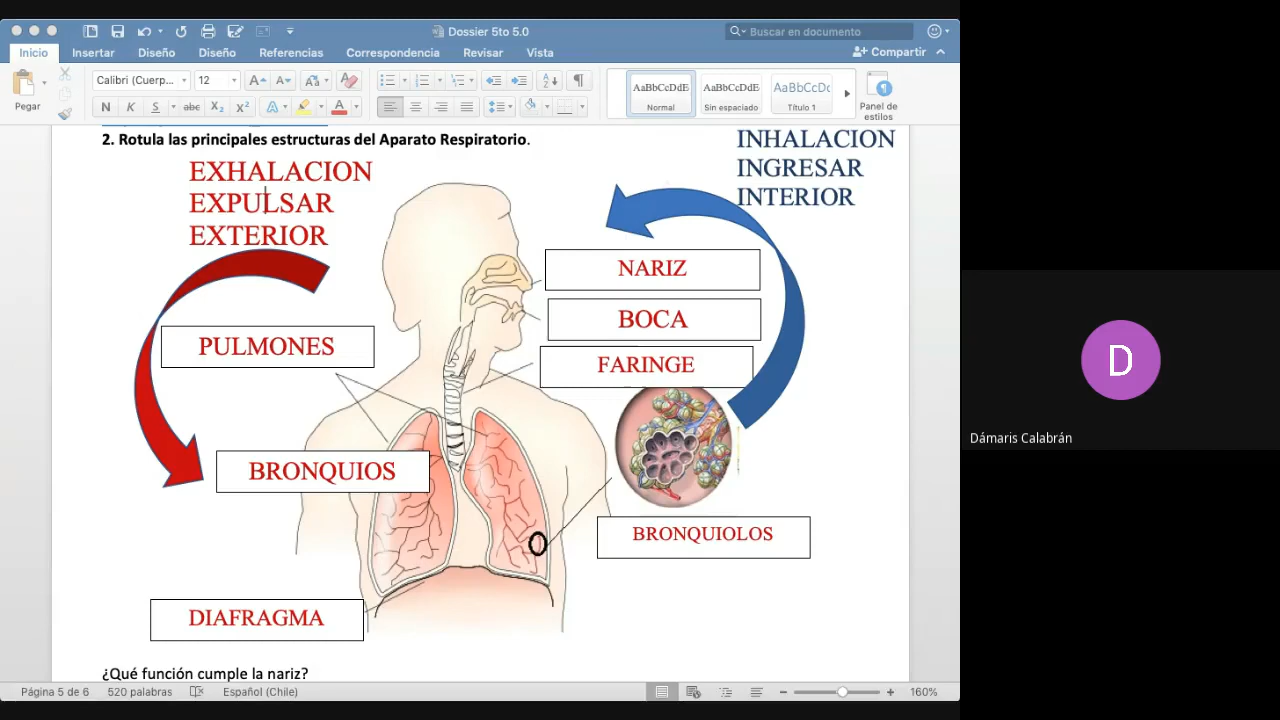 Dossier 5to 5.0
Buscar en documento
Inicio
Insertar
Diseño
Diseño
Referencias
Correspondencia
Revisar
Vista
Compartir
Pegar
Calibri (Cuerp...
12
AaBbCcDdE
Normal
AaBbCcDdE
Sin espaciado
AaBbCcDc
Título 1
Panel de
estilos
2. Rotula las principales estructuras del Aparato Respiratorio.
EXHALACION
EXPULSAR
EXTERIOR
INHALACION
INGRESAR
INTERIOR
NARIZ
BOCA
FARINGE
PULMONES
BRONQUIOS
BRONQUIOLOS
DIAFRAGMA
¿Qué función cumple la nariz?
Página 5 de 6
520 palabras
Español (Chile)
160%
D
Dámaris Calabrán